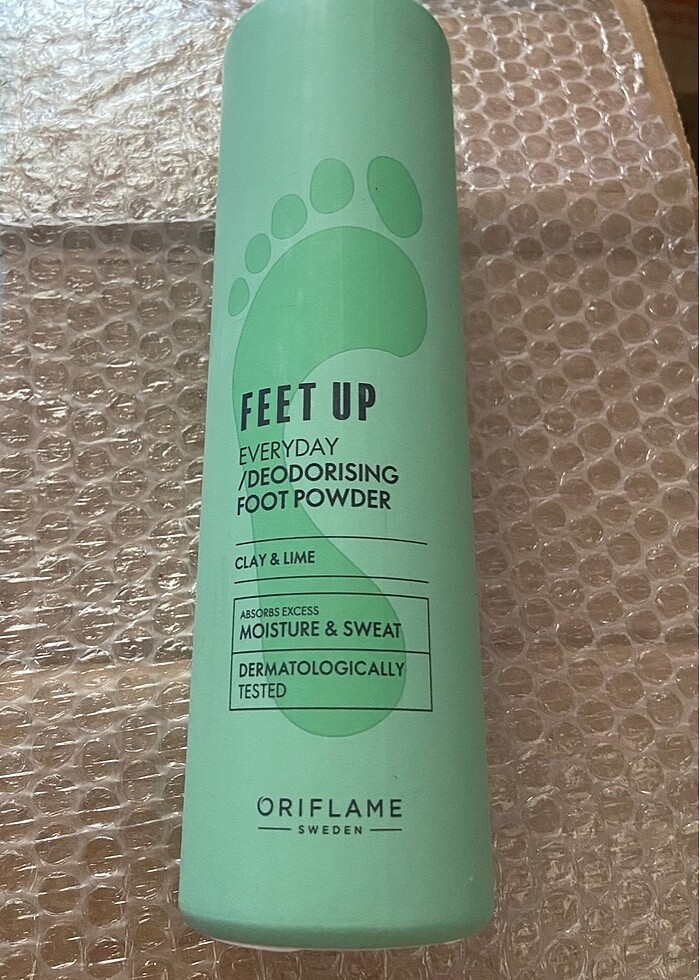 FEET UP
EVERYDAY
/DEODORISING
FOOT POWDER
CLAY & LIME
ABSORBS EXCESS
MOISTURE & SWEAT
DERMATOLOGICALLY
TESTED
ORIFLAME
SWEDEN